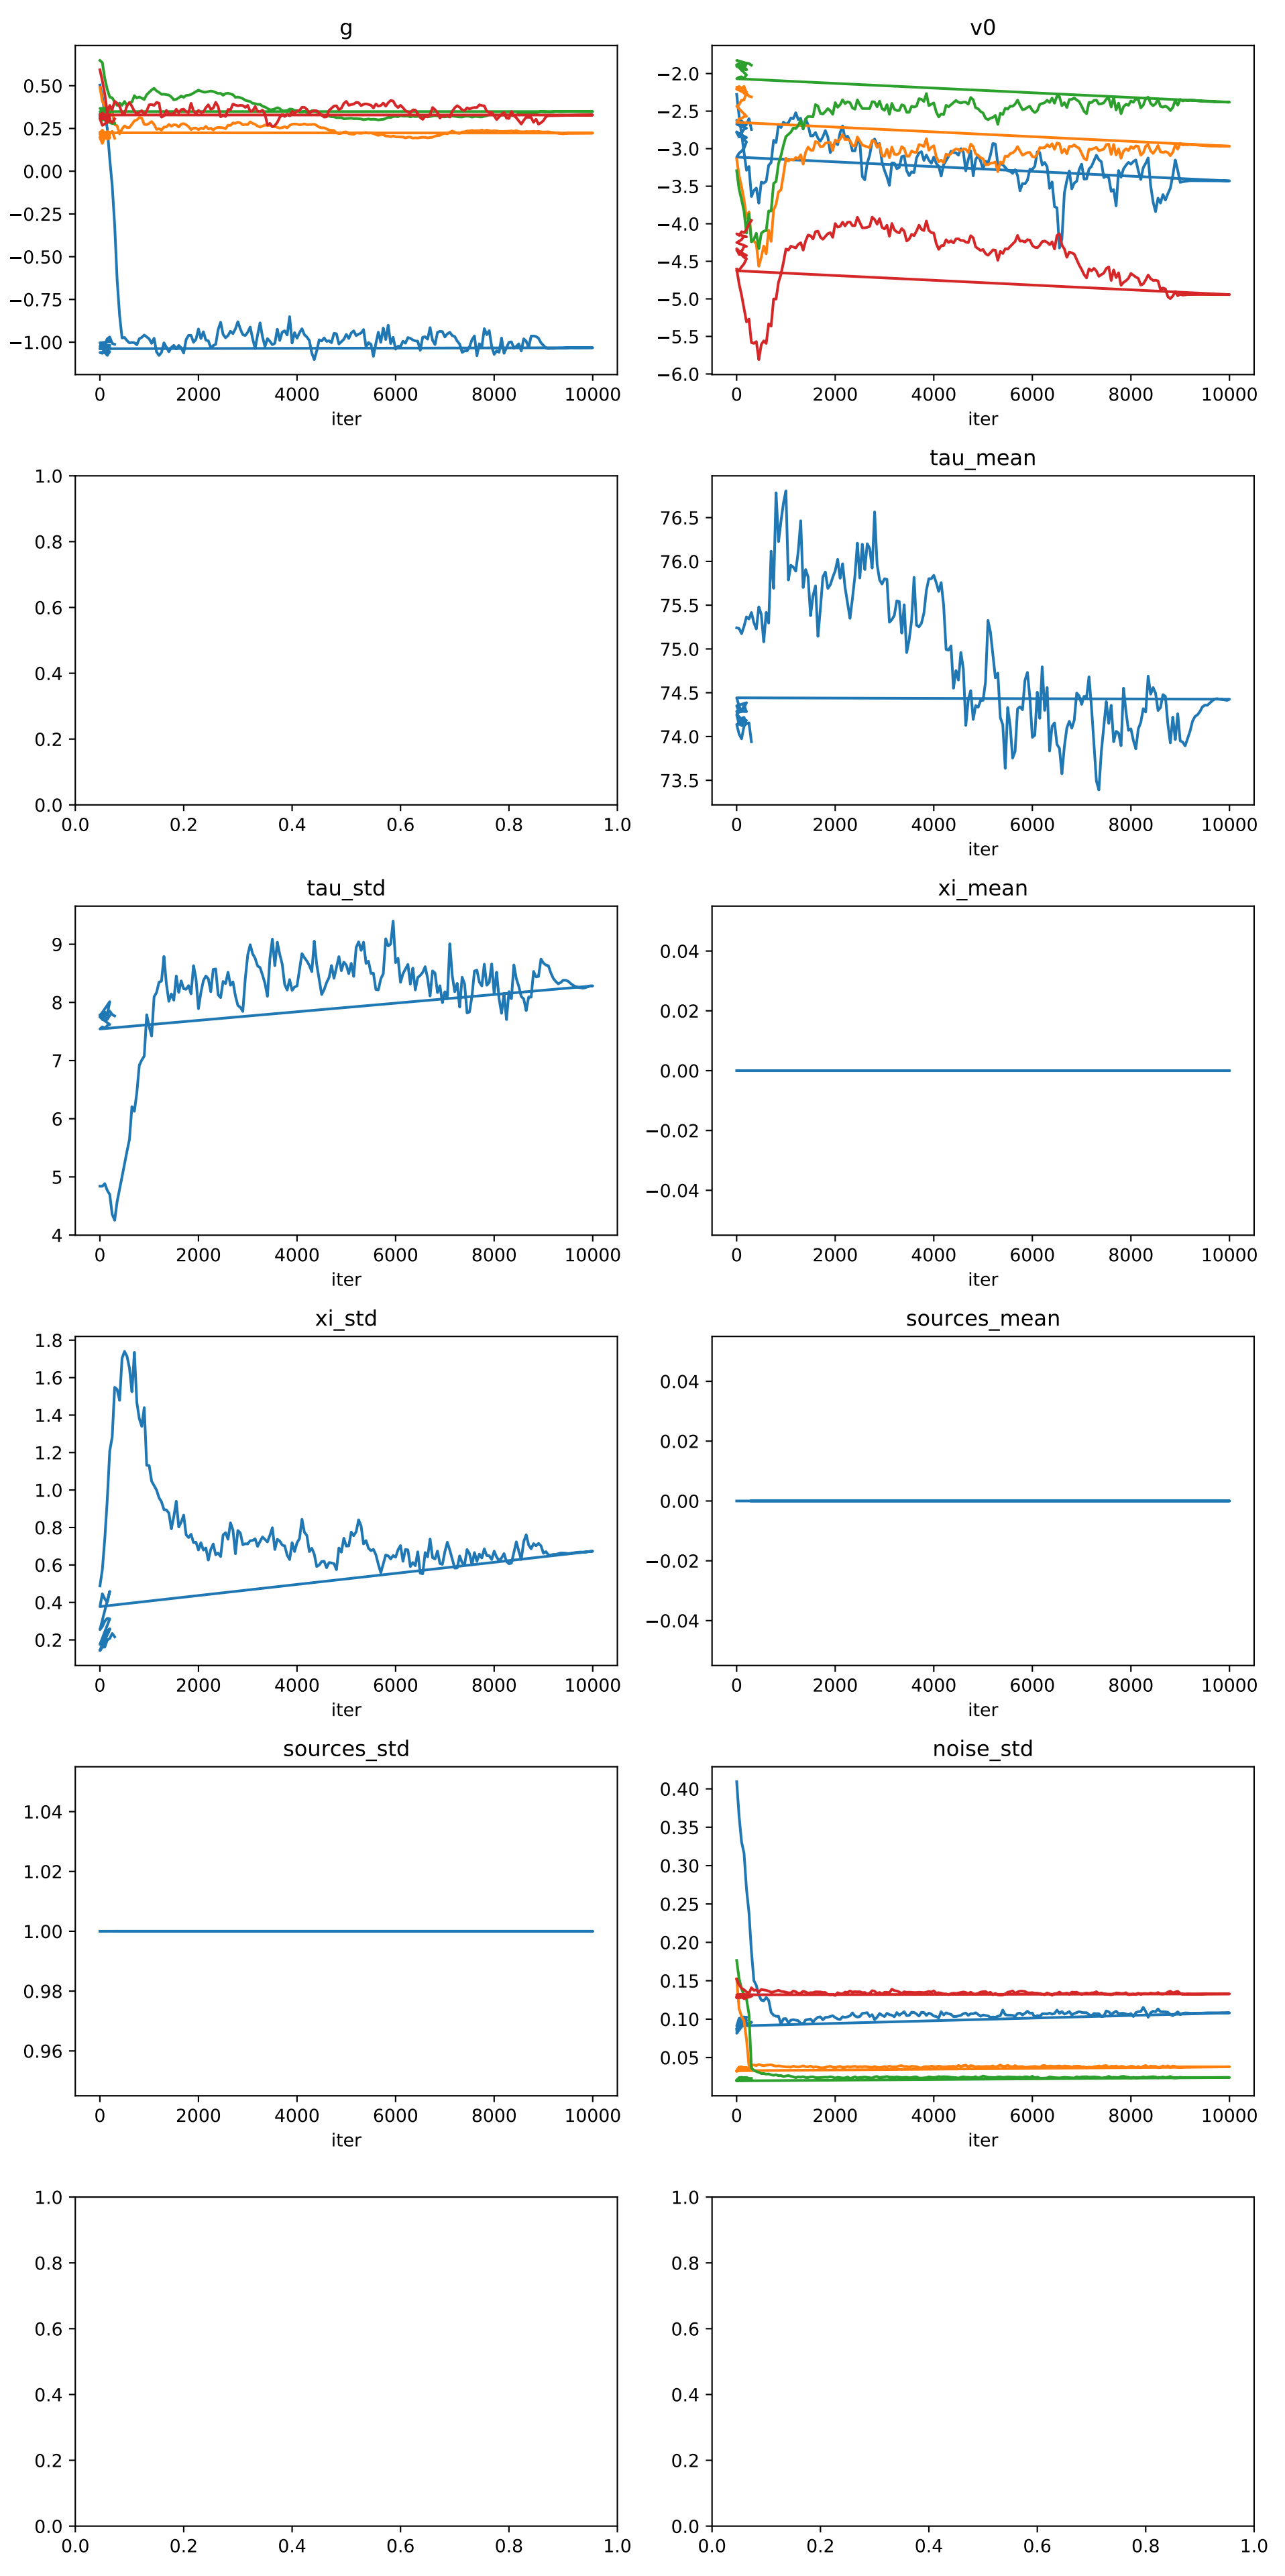 g
0.50
0.25
0.00
−0.25
−0.50
−0.75
−1.00
0 2000 4000 6000 8000 10000
iter
v0
−2.0
−2.5
−3.0
−3.5
−4.0
−4.5
−5.0
−5.5
−6.0
0 2000 4000 6000 8000 10000
iter
1.0
0.8
0.6
0.4
0.2
0.0
0.0 0.2 0.4 0.6 0.8 1.0
tau_mean
76.5
76.0
75.5
75.0
74.5
74.0
73.5
0 2000 4000 6000 8000 10000
iter
tau_std
9
8
7
6
5
4
0 2000 4000 6000 8000 10000
iter
xi_mean
0.04
0.02
0.00
−0.02
−0.04
0 2000 4000 6000 8000 10000
iter
xi_std
1.8
1.6
1.4
1.2
1.0
0.8
0.6
0.4
0.2
0 2000 4000 6000 8000 10000
iter
sources_mean
0.04
0.02
0.00
−0.02
−0.04
0 2000 4000 6000 8000 10000
iter
sources_std
1.04
1.02
1.00
0.98
0.96
0 2000 4000 6000 8000 10000
iter
noise_std
0.40
0.35
0.30
0.25
0.20
0.15
0.10
0.05
0 2000 4000 6000 8000 10000
iter
1.0
0.8
0.6
0.4
0.2
0.0
0.0 0.2 0.4 0.6 0.8 1.0
1.0
0.8
0.6
0.4
0.2
0.0
0.0 0.2 0.4 0.6 0.8 1.0